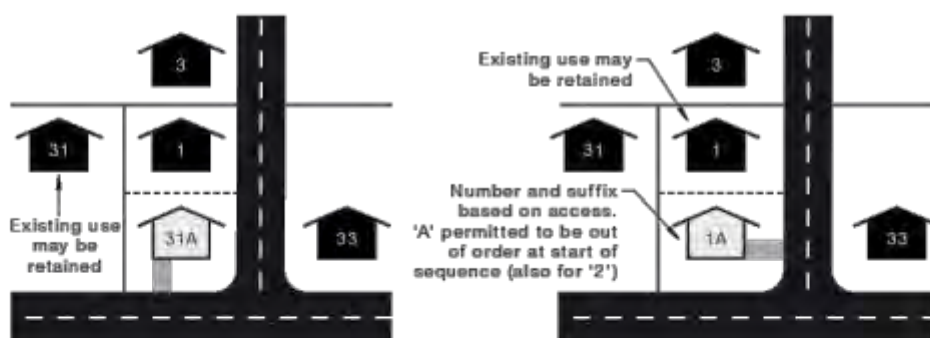 3
31
1
Existing use
may be
retained
31A
33
Existing use may
be retained
3
31
1
Number and suffix
based on access.
'A' permitted to be out
of order at start of
sequence (also for '2')
1A
33